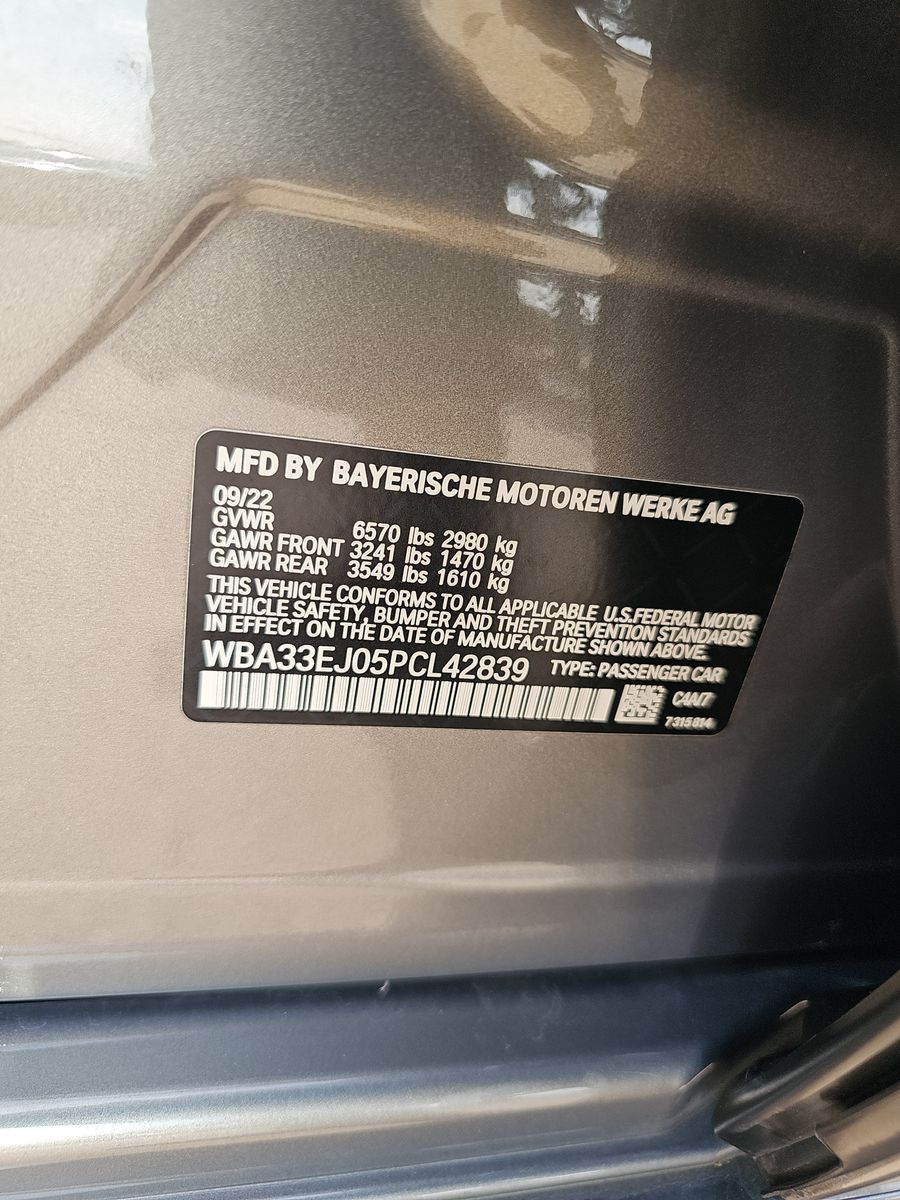 MFD BY BAYERISCHE MOTOREN WERKE AG
09/22
GVWR 6570 lbs 2980 kg
GAWR FRONT 3241 lbs 1470 kg
GAWR REAR 3549 lbs 1610 kg
THIS VEHICLE CONFORMS TO ALL APPLICABLE U.S.FEDERAL MOTOR
VEHICLE SAFETY, BUMPER AND THEFT PREVENTION STANDARDS
IN EFFECT ON THE DATE OF MANUFACTURE SHOWN ABOVE.
WBA33EJ05PCL42839 TYPE: PASSENGER CAR
C4A/7
7315814